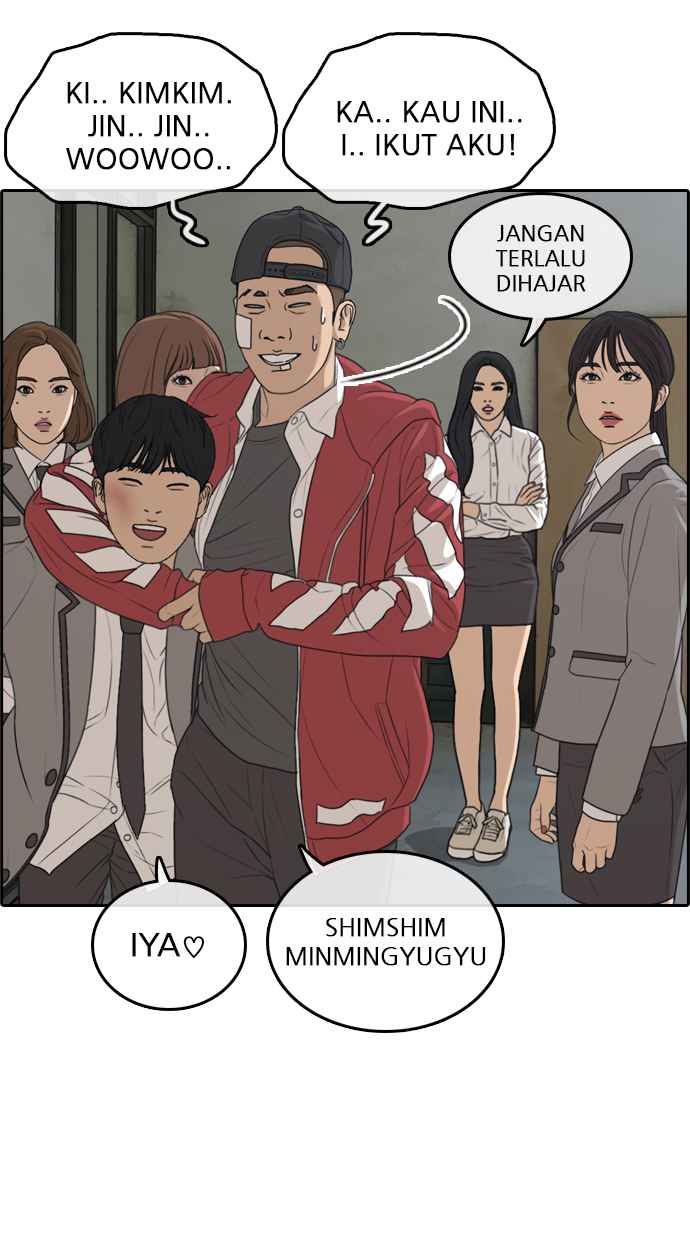 KI.. KIMKIM.
JIN.. JIN..
WOOWOO..
KA.. KAU INI..
I.. IKUT AKU!
JANGAN
TERLALU
DIHAJAR
IYA♡
SHIMSHIM
MINMINGYUGYU